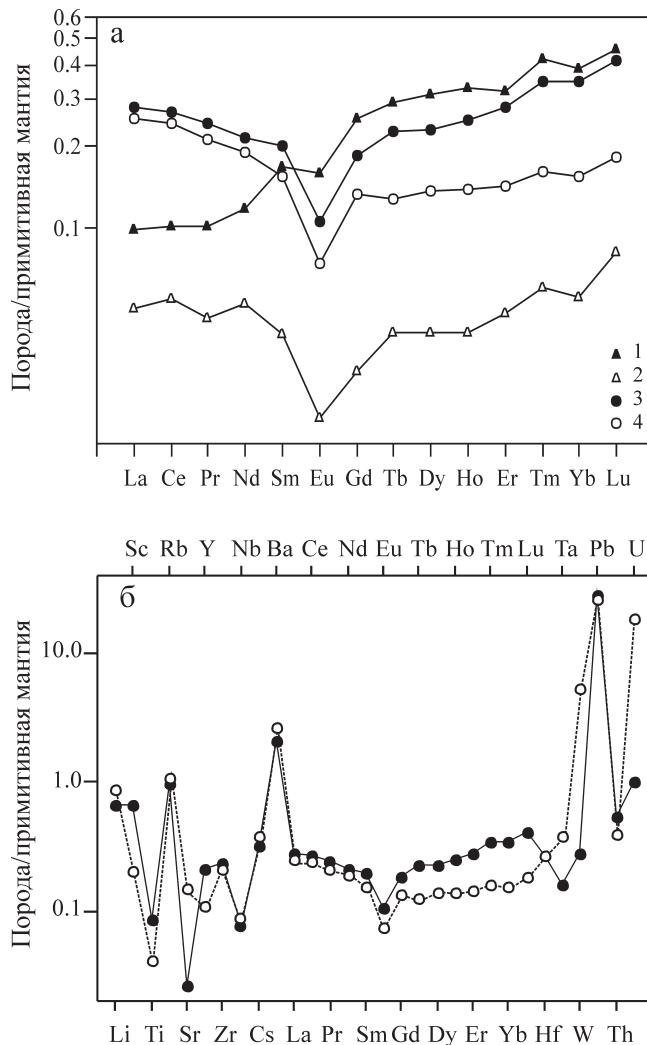 0.6
0.5
0.4
0.3
0.2
0.1
а
Порода/примитивная мантия
1
2
3
4
La Ce Pr Nd Sm Eu Gd Tb Dy Ho Er Tm Yb Lu
Sc Rb Y Nb Ba Ce Nd Eu Tb Ho Tm Lu Ta Pb U
б
10.0
1.0
0.1
Порода/примитивная мантия
Li Ti Sr Zr Cs La Pr Sm Gd Dy Er Yb Hf W Th